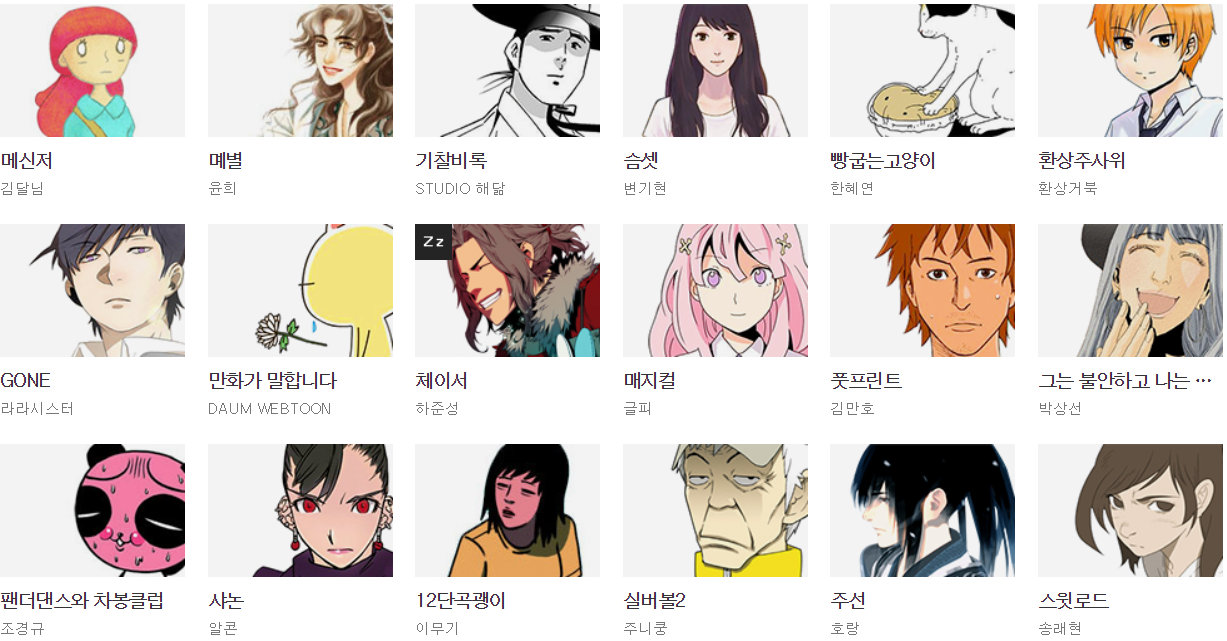 메신저
김달님
몌별
윤희
기찰비록
STUDIO 해닮
슴셋
변기현
빵굽는고양이
한혜연
환상주사위
환상거북
GONE
라라시스터
만화가 말합니다
DAUM WEBTOON
Zz
체이서
하준성
매지컬
글피
풋프린트
김만호
그는 불안하고 나는 …
박상선
팬더댄스와 차봉클럽
조경규
샤논
알콘
12단곡괭이
이무기
실버볼2
주니쿵
주선
호랑
스윗로드
송래현